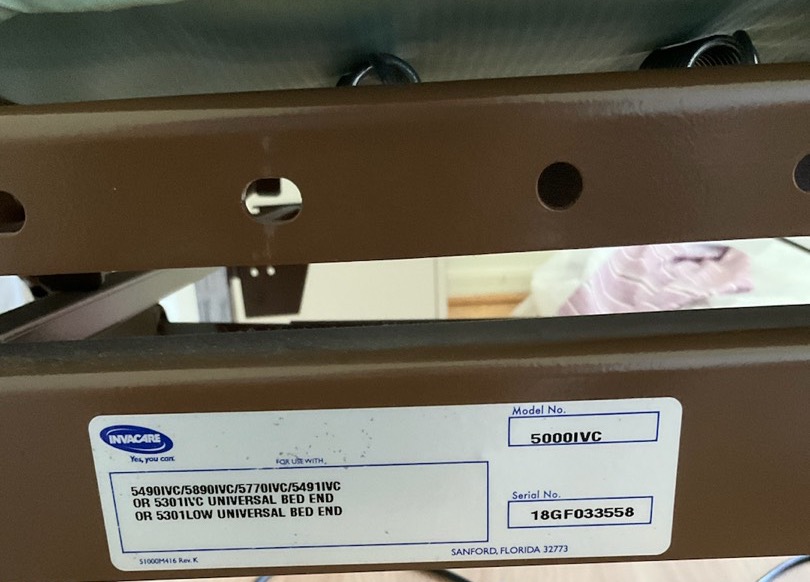 INVACARE
Yes, you can.
FOR USE WITH
5490IVC/5890IVC/5770IVC/5491IVC
OR 5301IVC UNIVERSAL BED END
OR 5301LOW UNIVERSAL BED END
Model No.
5000IVC
Serial No.
18GF033558
S1000M416 Rev. K
SANFORD, FLORIDA 32773